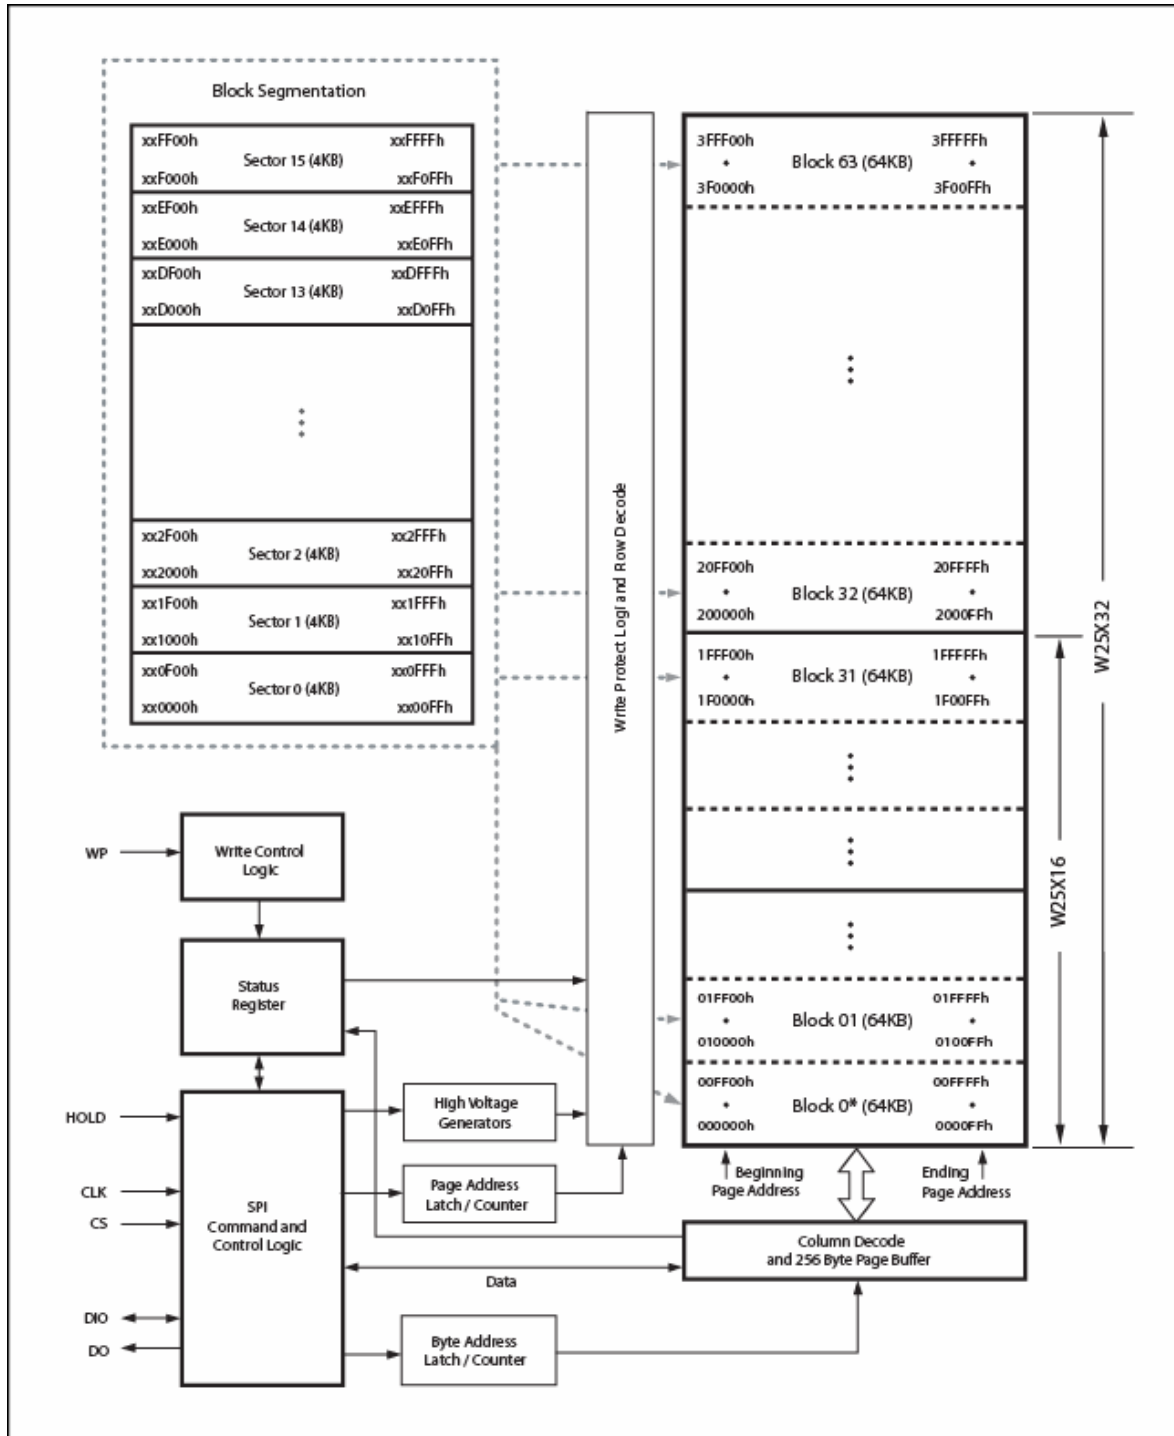 Block Segmentation
xxFF00h xxFFFFh
Sector 15 (4KB)
xxF000h xxF0FFh
xxEF00h xxEFFFh
Sector 14 (4KB)
xxE000h xxE0FFh
xxDF00h xxDFFFh
Sector 13 (4KB)
xxD000h xxD0FFh
xx2F00h xx2FFFh
Sector 2 (4KB)
xx2000h xx20FFh
xx1F00h xx1FFFh
Sector 1 (4KB)
xx1000h xx10FFh
xx0F00h xx0FFFh
Sector 0 (4KB)
xx0000h xx00FFh
Write Protect Logi and Row Decode
3FFF00h 3FFFFFh
Block 63 (64KB)
3F0000h 3F00FFh
20FF00h 20FFFFh
Block 32 (64KB)
200000h 2000FFh
1FFF00h 1FFFFFh
Block 31 (64KB)
1F0000h 1F00FFh
01FF00h 01FFFFh
Block 01 (64KB)
010000h 0100FFh
00FF00h 00FFFFh
Block 0* (64KB)
000000h 0000FFh
W25X32
W25X16
Beginning
Page Address
Ending
Page Address
WP
Write Control
Logic
Status
Register
HOLD
CLK
CS
DIO
DO
SPI
Command and
Control Logic
High Voltage
Generators
Page Address
Latch / Counter
Column Decode
and 256 Byte Page Buffer
Data
Byte Address
Latch / Counter